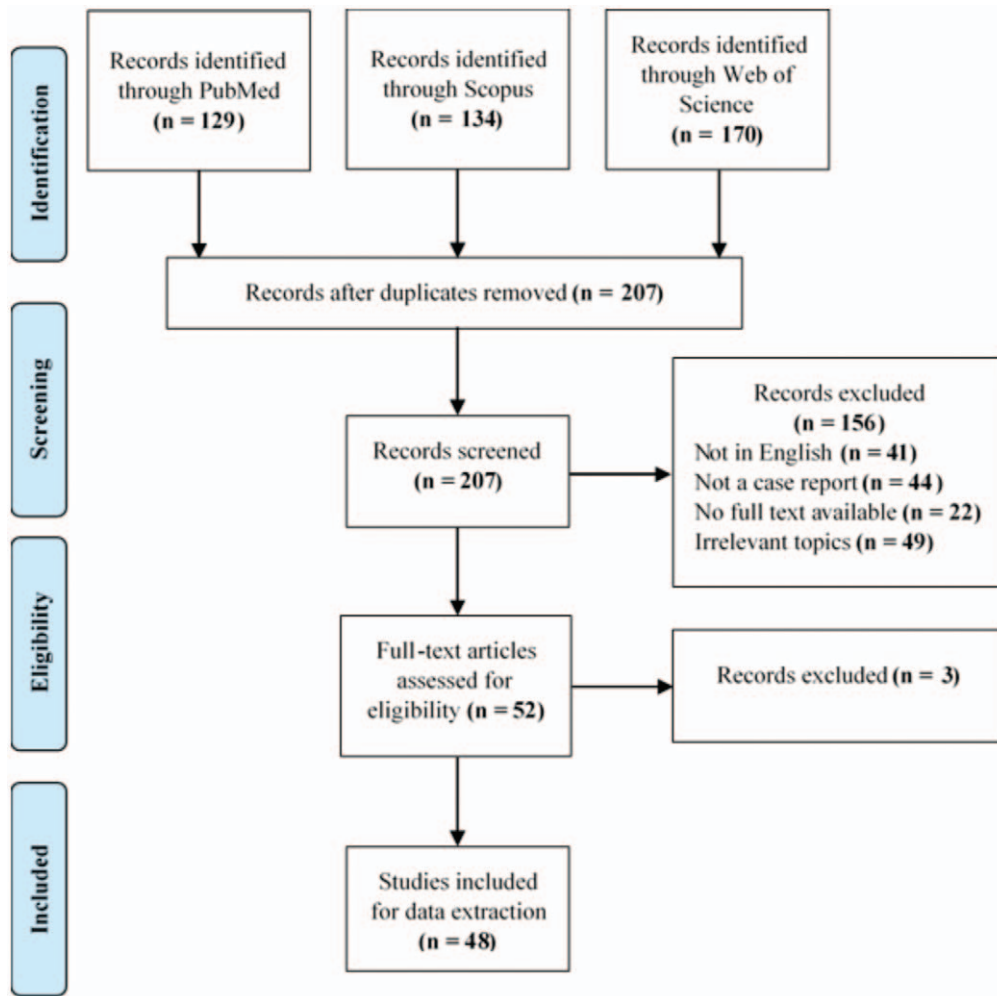 Identification
Records identified
through PubMed
(n = 129)
Records identified
through Scopus
(n = 134)
Records identified
through Web of
Science
(n = 170)
Records after duplicates removed (n = 207)
Screening
Records screened
(n = 207)
Records excluded
(n = 156)
Not in English (n = 41)
Not a case report (n = 44)
No full text available (n = 22)
Irrelevant topics (n = 49)
Eligibility
Full-text articles
assessed for
eligibility (n = 52)
Records excluded (n = 3)
Included
Studies included
for data extraction
(n = 48)